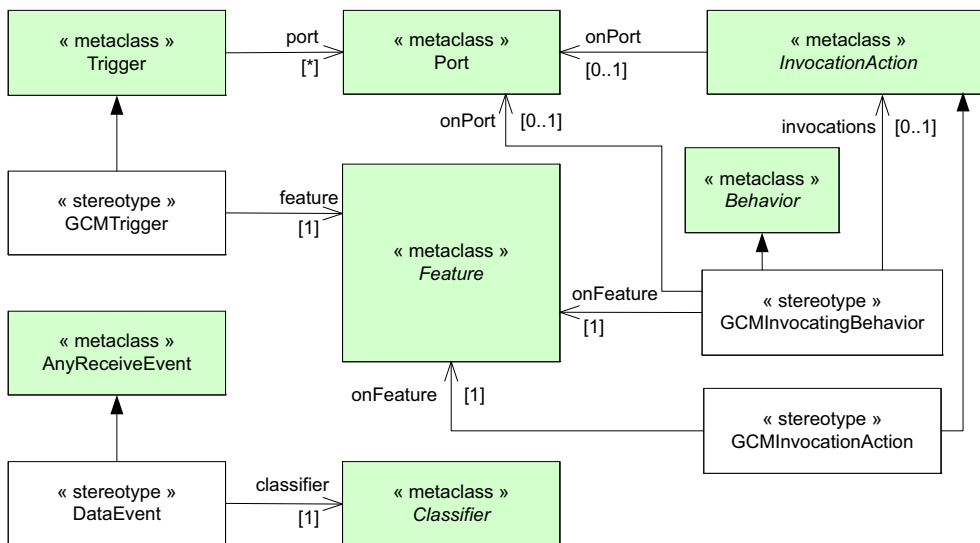 « metaclass »
Trigger
port
[*]
« metaclass »
Port
onPort
[0..1]
« metaclass »
InvocationAction
onPort
[0..1]
invocations
[0..1]
« stereotype »
GCMTrigger
feature
[1]
« metaclass »
Feature
« metaclass »
Behavior
onFeature
[1]
« stereotype »
GCMInvocatingBehavior
« metaclass »
AnyReceiveEvent
onFeature
[1]
« stereotype »
GCMInvocationAction
« stereotype »
DataEvent
classifier
[1]
« metaclass »
Classifier